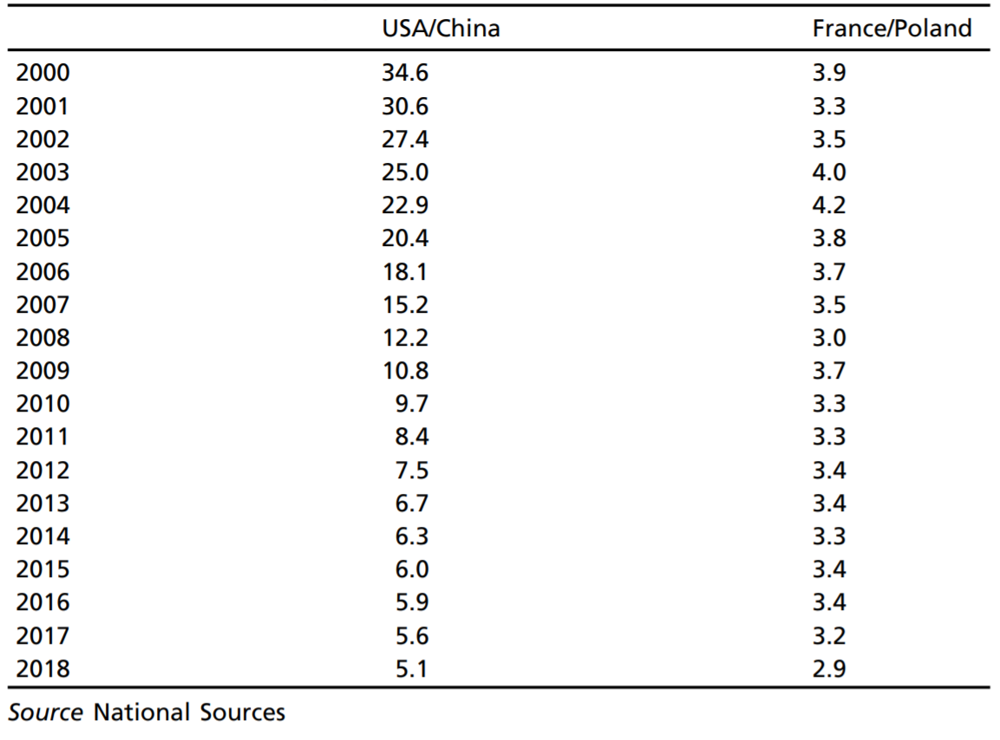 USA/China France/Poland
2000 34.6 3.9
2001 30.6 3.3
2002 27.4 3.5
2003 25.0 4.0
2004 22.9 4.2
2005 20.4 3.8
2006 18.1 3.7
2007 15.2 3.5
2008 12.2 3.0
2009 10.8 3.7
2010 9.7 3.3
2011 8.4 3.3
2012 7.5 3.4
2013 6.7 3.4
2014 6.3 3.3
2015 6.0 3.4
2016 5.9 3.4
2017 5.6 3.2
2018 5.1 2.9
Source National Sources